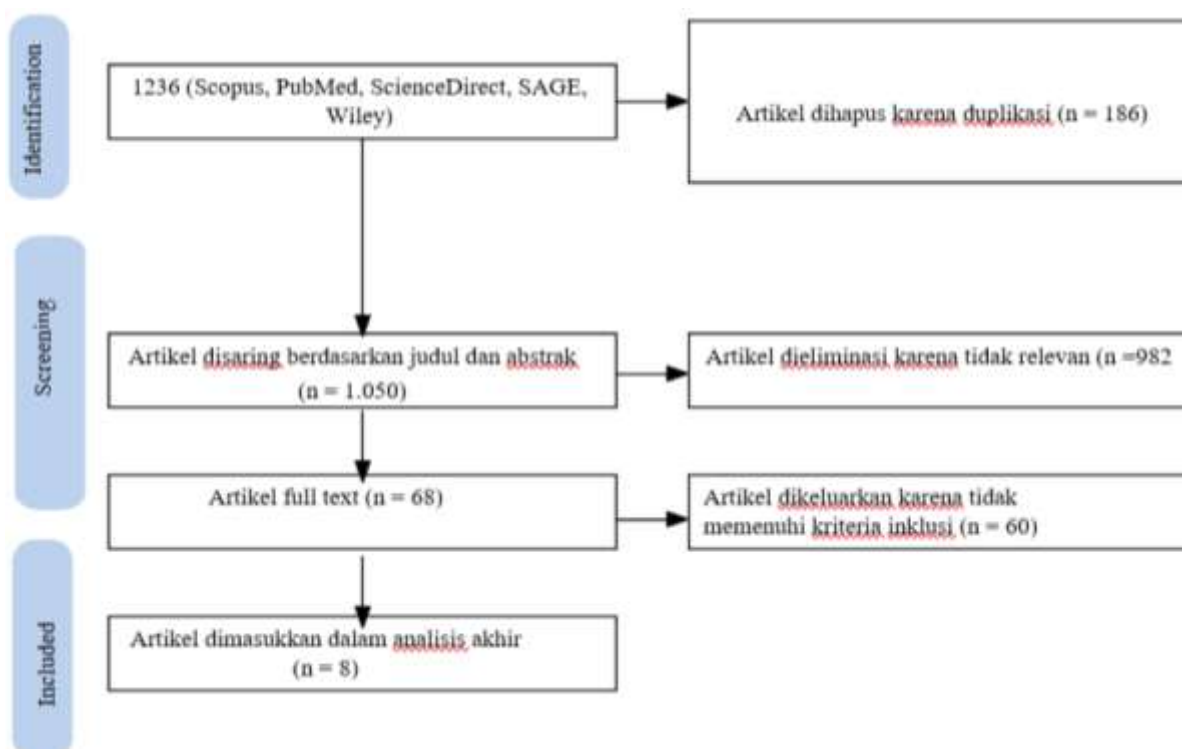 Identification
1236 (Scopus, PubMed, ScienceDirect, SAGE,
Wiley)
Artikel dihapus karena duplikasi (n = 186)
Screening
Artikel disaring berdasarkan judul dan abstrak
(n = 1.050)
Artikel dieliminasi karena tidak relevan (n =982
Artikel full text (n = 68)
Artikel dikeluarkan karena tidak
memenuhi kriteria inklusi (n = 60)
Included
Artikel dimasukkan dalam analisis akhir
(n = 8)